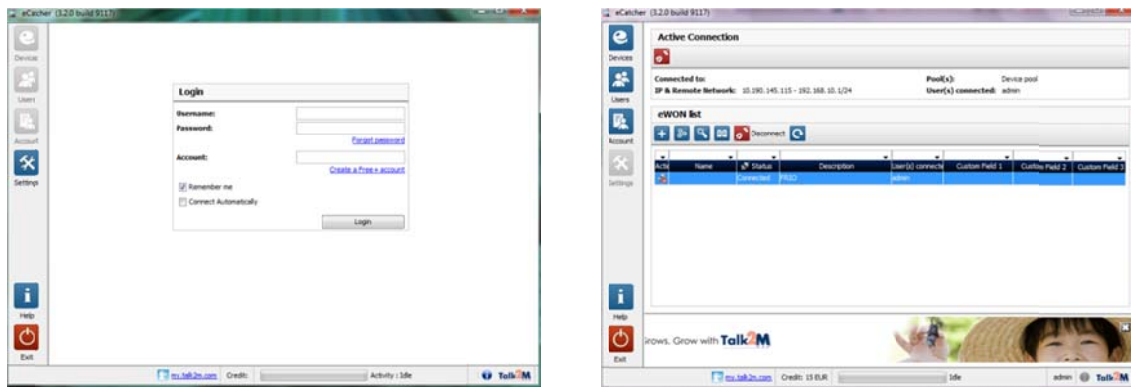 eCatcher (3.2.0 build 9117)
Devices
Users
Account
Settings
Help
Exit
Login
Username:
Password:
Forgot password
Account:
Create a Free+ account
Remember me
Connect Automatically
Login
my.talk2m.com Credit: Activity : Idle Talk2M
eCatcher (3.2.0 build 9117)
Devices
Users
Account
Settings
Help
Exit
Active Connection
Connected to: Pool(s): Device pool
IP & Remote Network: 10.190.145.115 - 192.168.10.1/24 User(s) connected: admin
eWON list
Disconnect
Name Status Description User(s) connecte Custom Field 1 Custom Field 2 Custom Field 3
Connected FRIO admin
Grows. Grow with Talk2M
my.talk2m.com Credit: 15 EUR Idle admin Talk2M